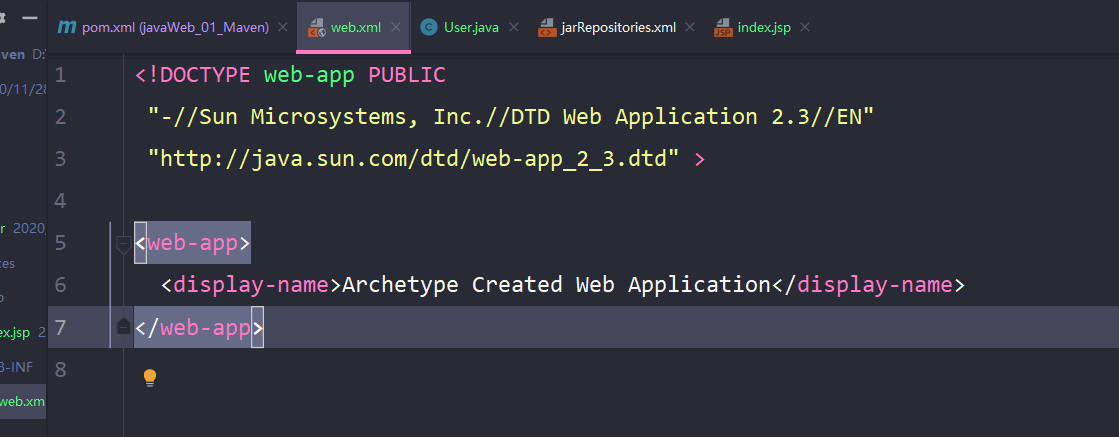 pom.xml (javaWeb_01_Maven) web.xml User.java jarRepositories.xml index.jsp
ven D:
0/11/28
r 2020,
ces
ex.jsp 2
B-INF
web.xm
1 <!DOCTYPE web-app PUBLIC
2 "-//Sun Microsystems, Inc.//DTD Web Application 2.3//EN"
3 "http://java.sun.com/dtd/web-app_2_3.dtd" >
4
5 <web-app>
6 <display-name>Archetype Created Web Application</display-name>
7 </web-app>
8